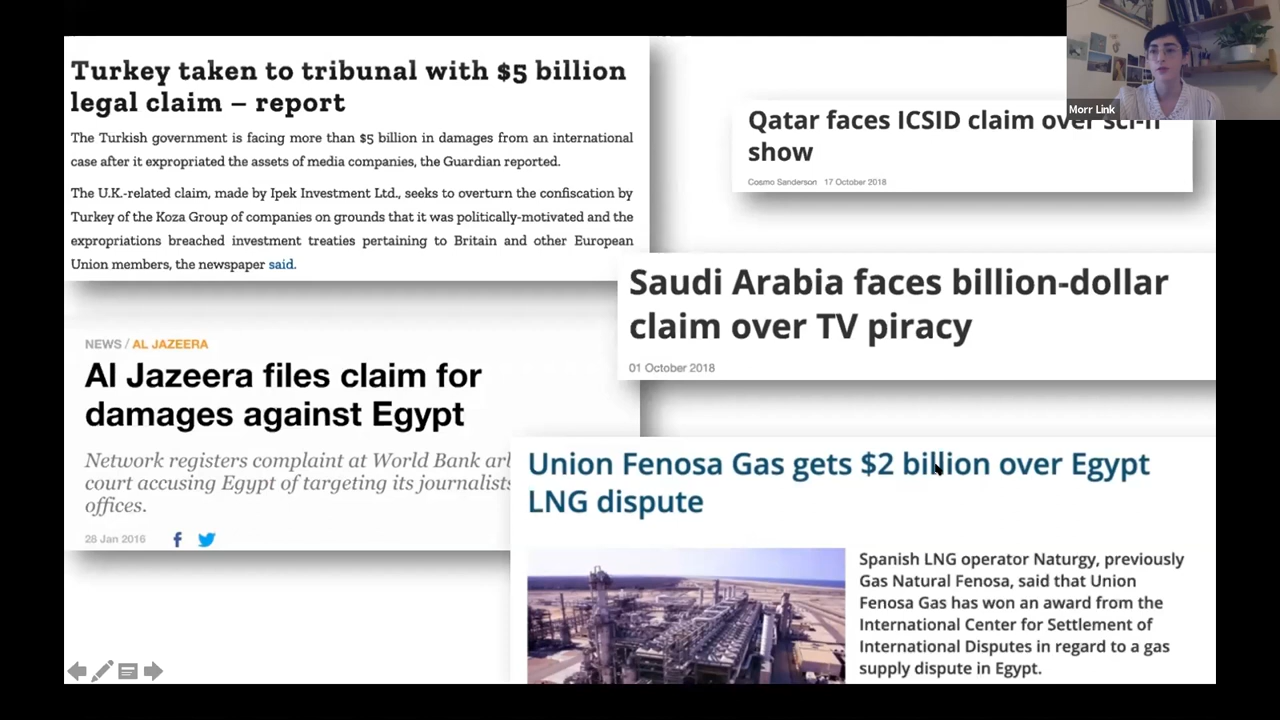 Turkey taken to tribunal with $5 billion
legal claim – report
The Turkish government is facing more than $5 billion in damages from an international
case after it expropriated the assets of media companies, the Guardian reported.
The U.K.-related claim, made by Ipek Investment Ltd., seeks to overturn the confiscation by
Turkey of the Koza Group of companies on grounds that it was politically-motivated and the
expropriations breached investment treaties pertaining to Britain and other European
Union members, the newspaper said.
Morr Link
Qatar faces ICSID claim over sci-fi
show
Cosmo Sanderson 17 October 2018
Saudi Arabia faces billion-dollar
claim over TV piracy
01 October 2018
NEWS / AL JAZEERA
Al Jazeera files claim for
damages against Egypt
Network registers complaint at World Bank
court accusing Egypt of targeting its journalists
offices.
28 Jan 2016
Union Fenosa Gas gets $2 billion over Egypt
LNG dispute
Spanish LNG operator Naturgy, previously
Gas Natural Fenosa, said that Union
Fenosa Gas has won an award from the
International Center for Settlement of
International Disputes in regard to a gas
supply dispute in Egypt.